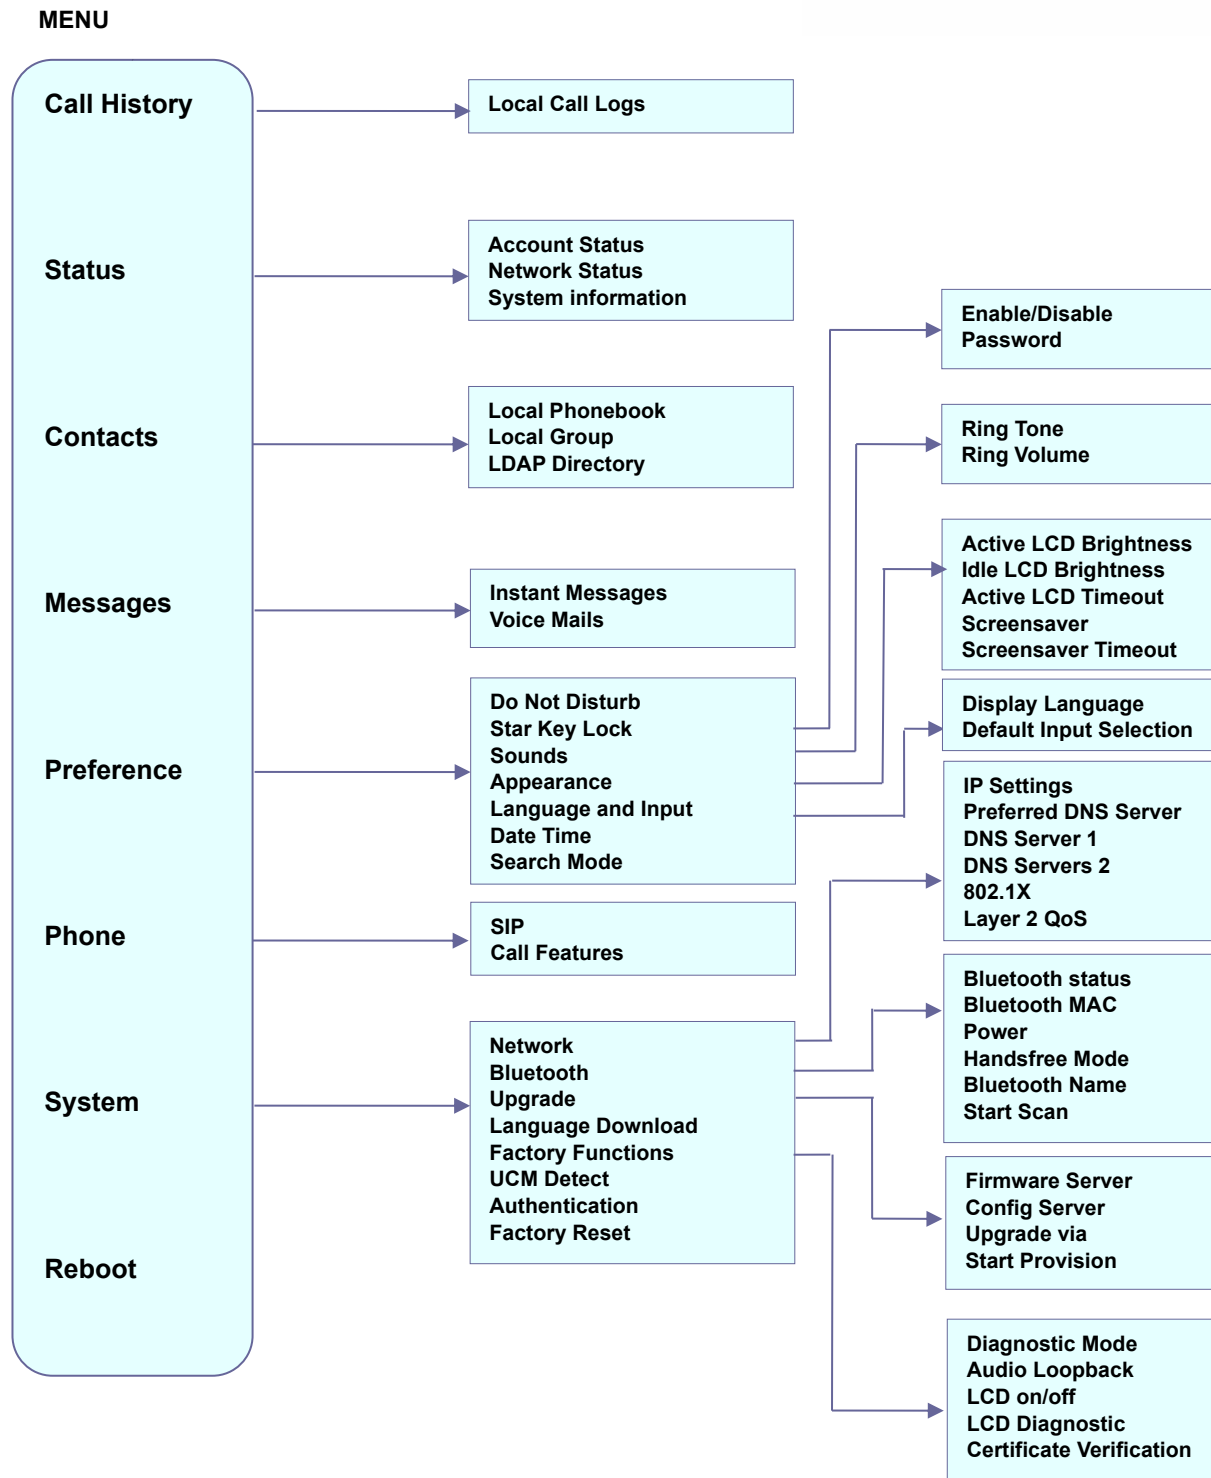 MENU
Call History
Local Call Logs
Status
Account Status
Network Status
System information
Contacts
Local Phonebook
Local Group
LDAP Directory
Messages
Instant Messages
Voice Mails
Preference
Do Not Disturb
Star Key Lock
Sounds
Appearance
Language and Input
Date Time
Search Mode
Enable/Disable
Password
Ring Tone
Ring Volume
Active LCD Brightness
Idle LCD Brightness
Active LCD Timeout
Screensaver
Screensaver Timeout
Display Language
Default Input Selection
Phone
SIP
Call Features
System
Network
Bluetooth
Upgrade
Language Download
Factory Functions
UCM Detect
Authentication
Factory Reset
IP Settings
Preferred DNS Server
DNS Server 1
DNS Servers 2
802.1X
Layer 2 QoS
Bluetooth status
Bluetooth MAC
Power
Handsfree Mode
Bluetooth Name
Start Scan
Firmware Server
Config Server
Upgrade via
Start Provision
Diagnostic Mode
Audio Loopback
LCD on/off
LCD Diagnostic
Certificate Verification
Reboot